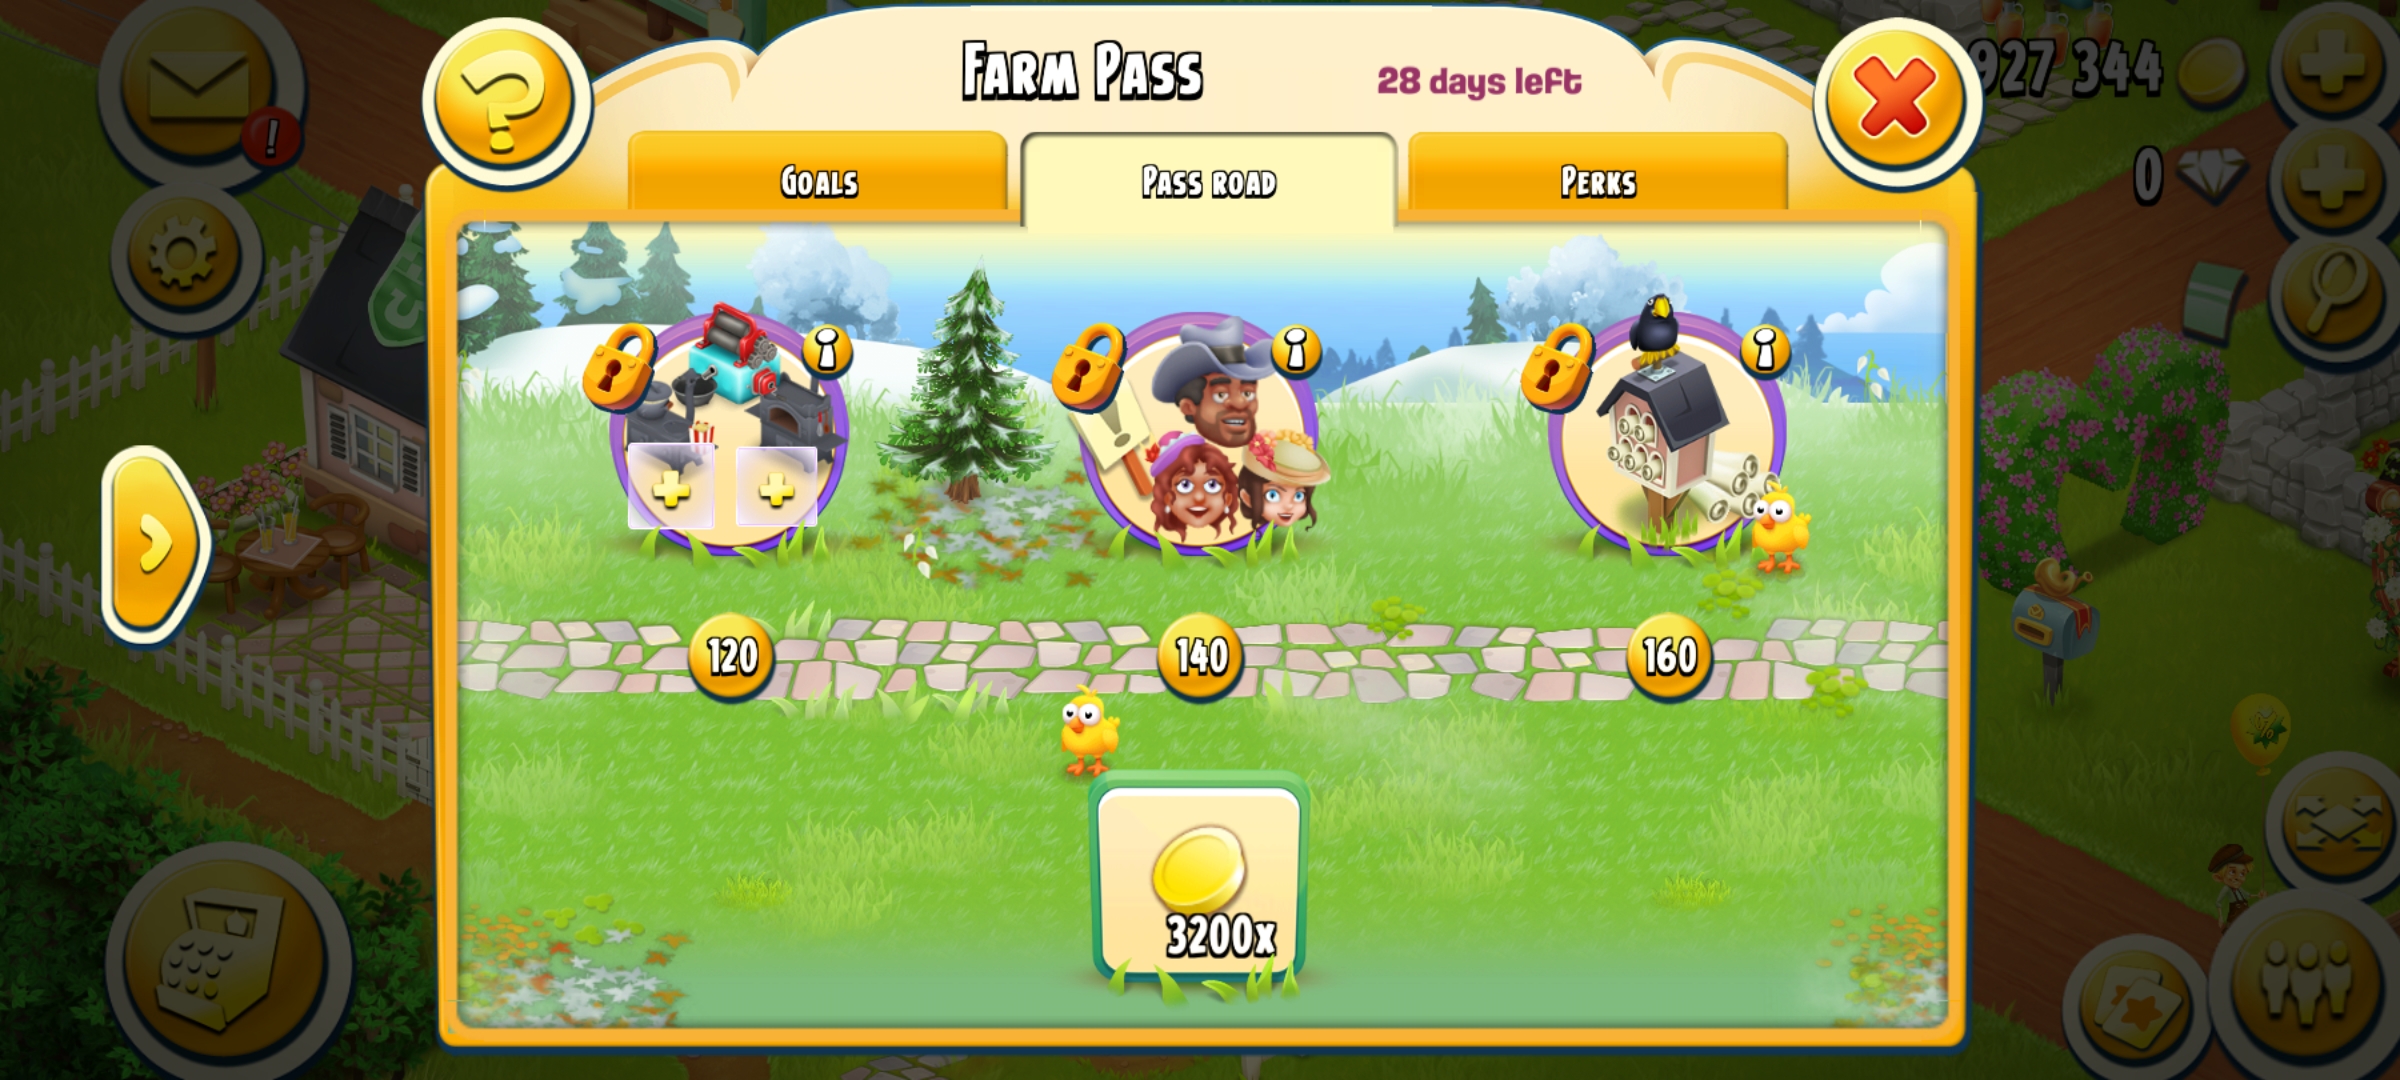 FARM PASS
28 days left
927 344
0
GOALS
PASS ROAD
PERKS
120
140
160
3200x